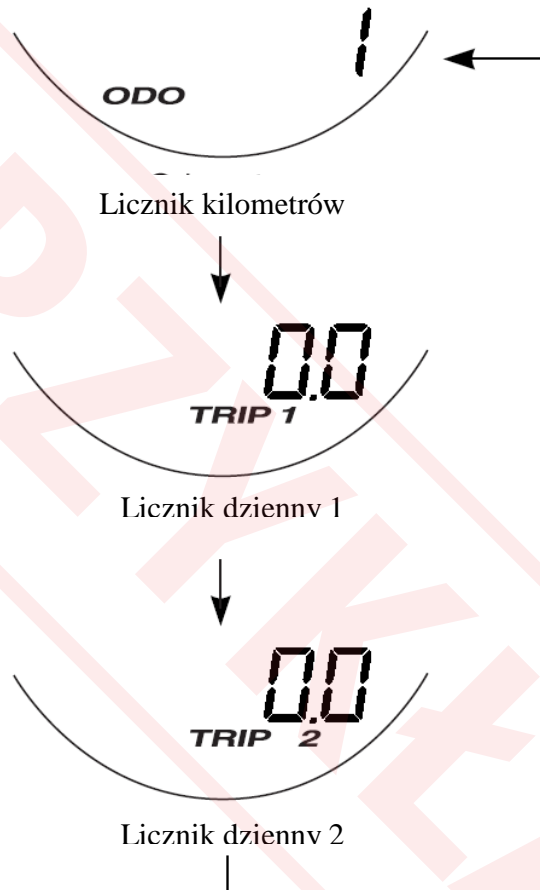 1
ODO
Licznik kilometrów
0.0
TRIP 1
Licznik dzienny 1
0.0
TRIP 2
Licznik dzienny 2